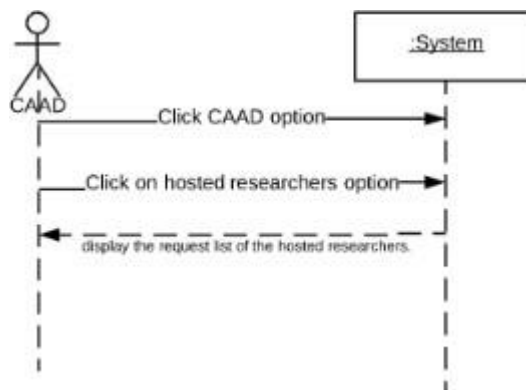 :System
CAAD
Click CAAD option
Click on hosted researchers option
display the request list of the hosted researchers.